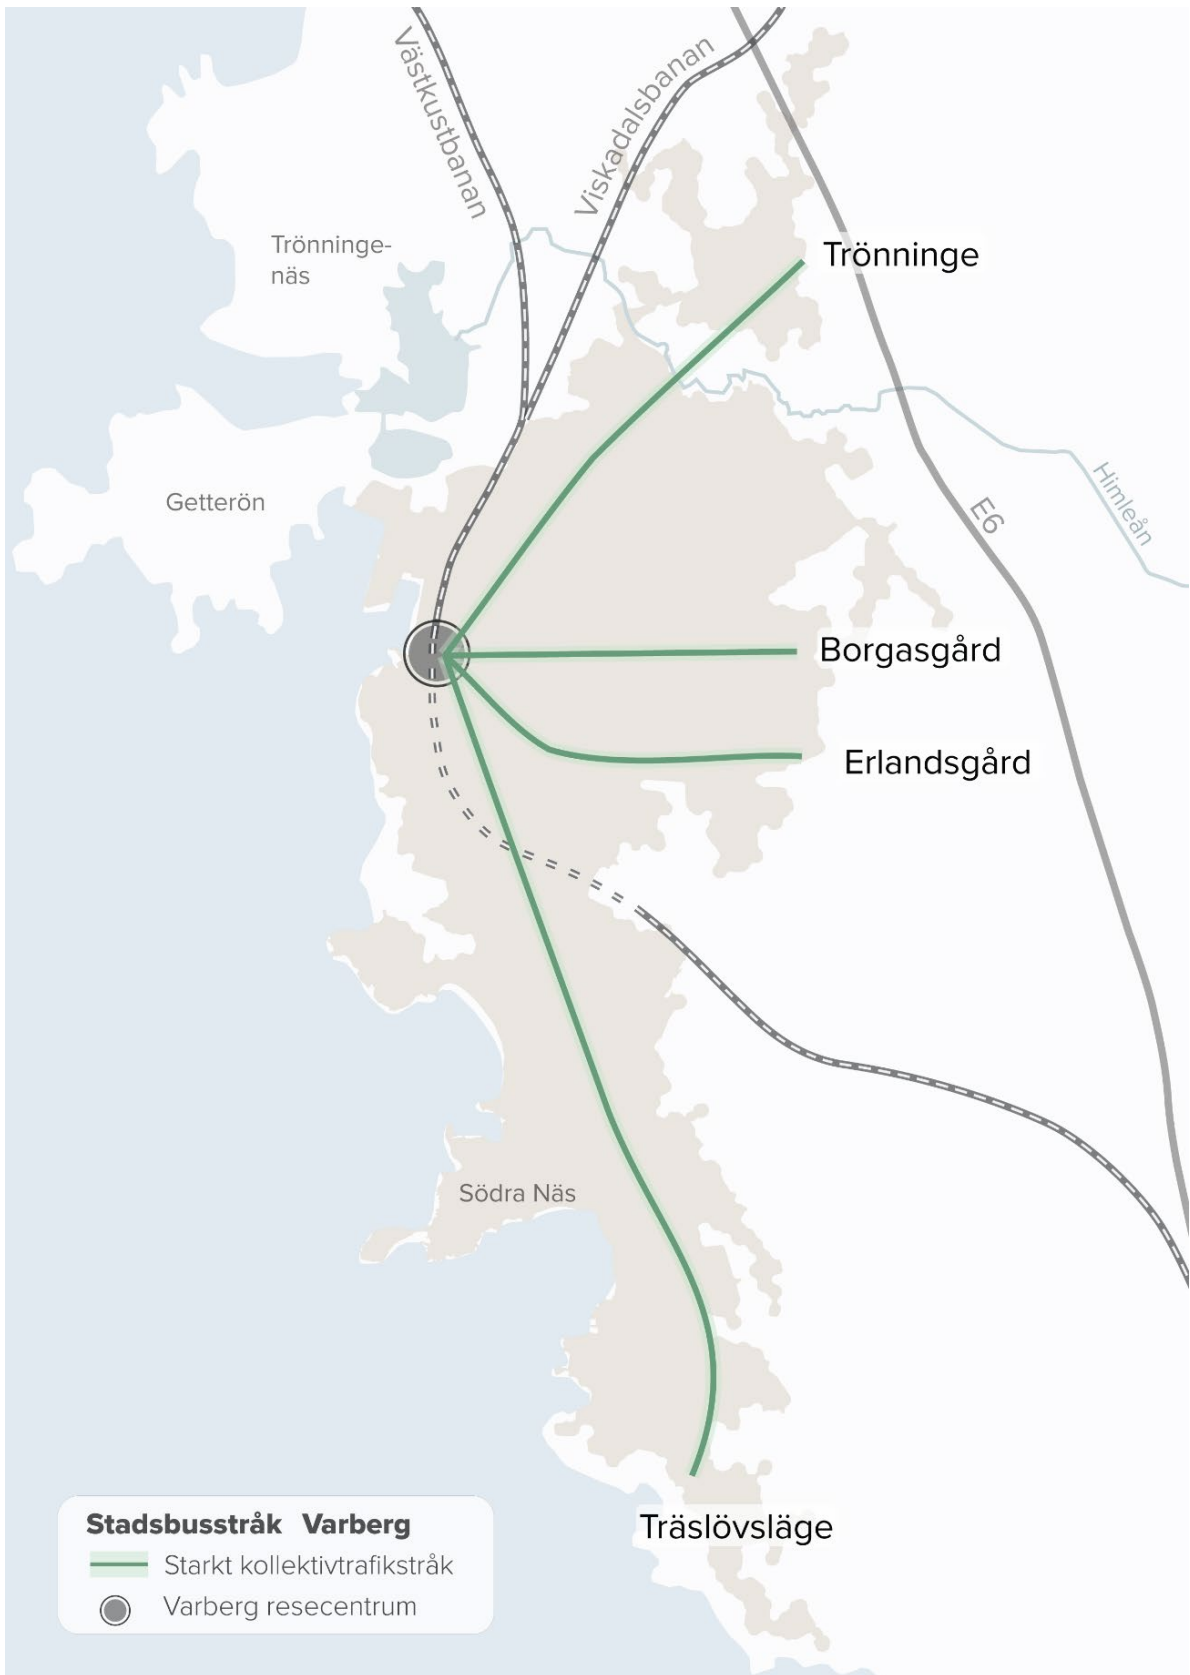 Västkustbanan
Viskadalsbanan
Trönninge-
näs
Trönninge
Himleån
Getterön
E6
Borgasgård
Erlandsgård
Södra Näs
Träslövsläge
Stadsbusstråk Varberg
Starkt kollektivtrafikstråk
Varberg resecentrum